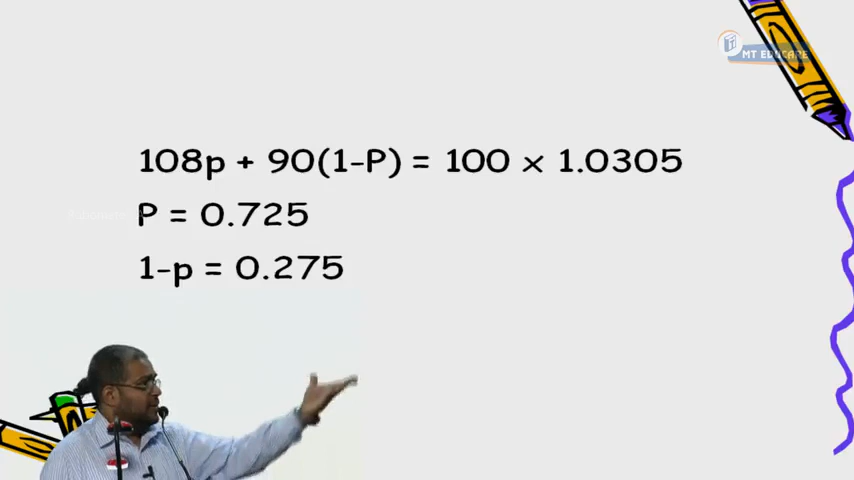 MT EDUCARE
108p + 90(1-P) = 100 x 1.0305
P = 0.725
1-p = 0.275